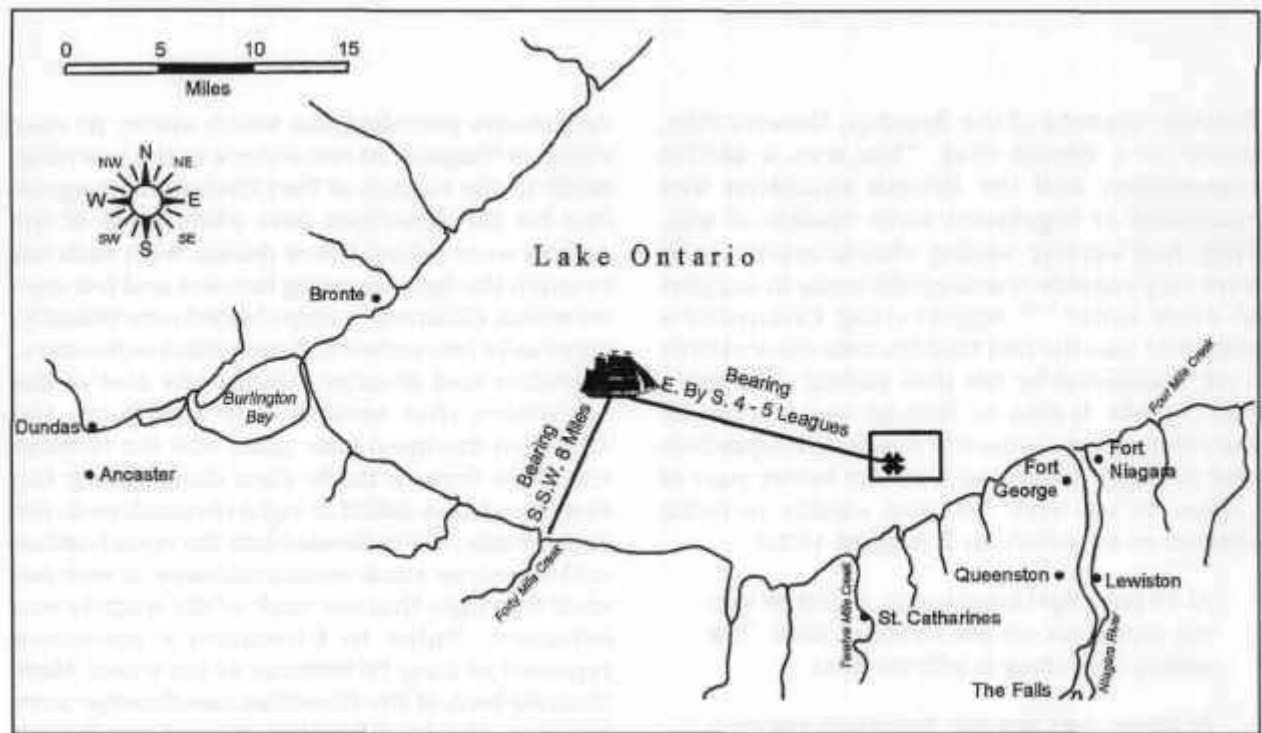 0 5 10 15
Miles
N
NW NE
W E
SW SE
S
Lake Ontario
Bronte
Burlington
Bay
Dundas
Ancaster
Bearing
S.S.W. 8 Miles
Bearing
E. By S. 4 - 5 Leagues
Forty Mile Creek
Four Mile Creek
Fort
Niagara
Fort
George
Queenston
Lewiston
Twelve Mile Creek
St. Catharines
Niagara River
The Falls